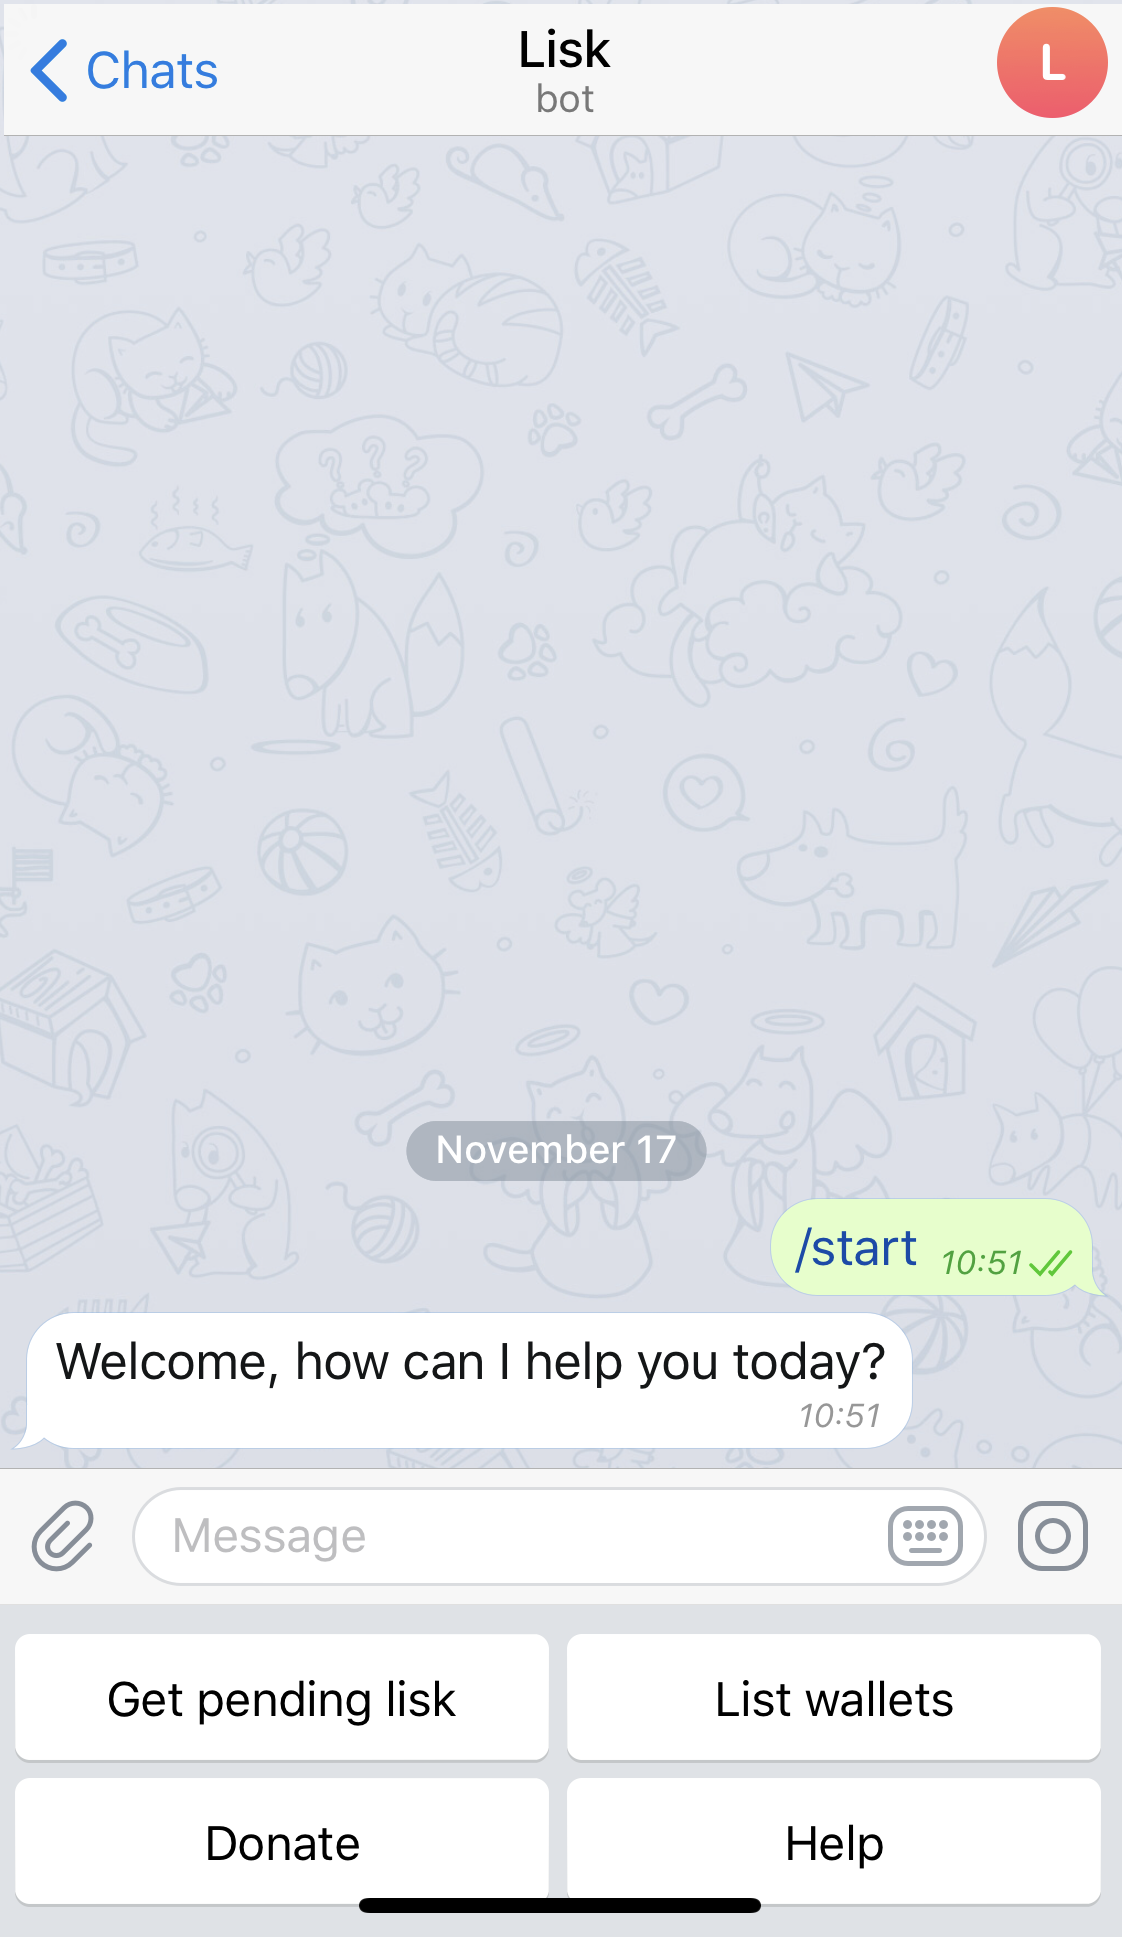 Chats
Lisk
bot
L
November 17
/start 10:51
Welcome, how can I help you today?
10:51
Message
Get pending lisk
List wallets
Donate
Help